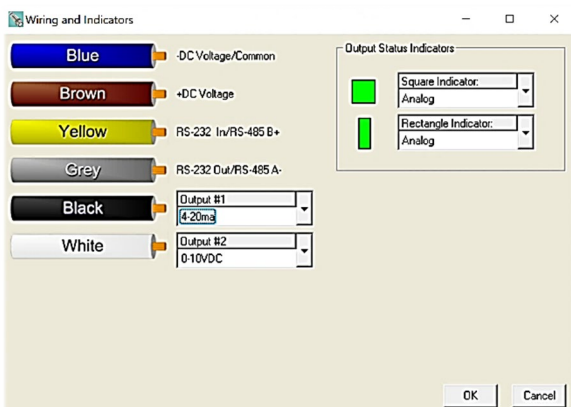 Wiring and Indicators
Blue
-DC Voltage/Common
Brown
+DC Voltage
Yellow
RS-232 In/RS-485 B+
Grey
RS-232 Out/RS-485 A-
Black
Output #1
4-20ma
White
Output #2
0-10VDC
Output Status Indicators
Square Indicator:
Analog
Rectangle Indicator:
Analog
OK
Cancel